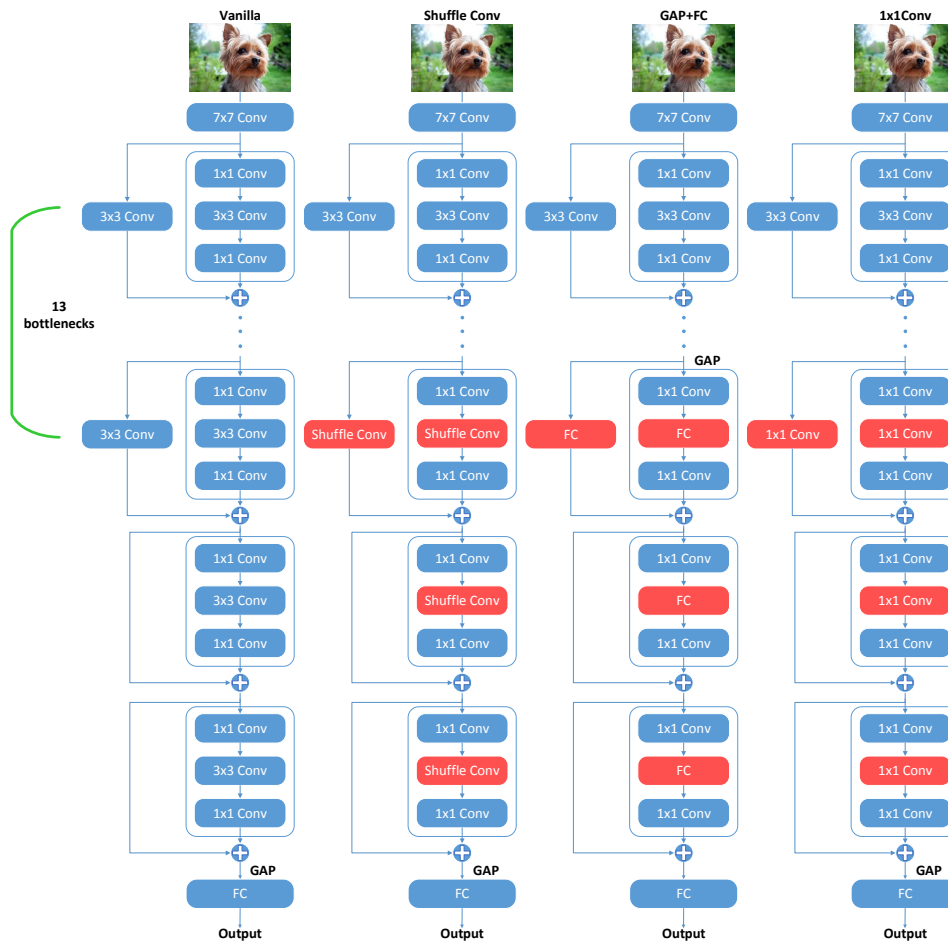 Vanilla
Shuffle Conv
GAP+FC
1x1Conv
7x7 Conv
7x7 Conv
7x7 Conv
7x7 Conv
1x1 Conv
1x1 Conv
1x1 Conv
1x1 Conv
3x3 Conv
3x3 Conv
3x3 Conv
3x3 Conv
3x3 Conv
3x3 Conv
3x3 Conv
3x3 Conv
1x1 Conv
1x1 Conv
1x1 Conv
1x1 Conv
13
bottlenecks
GAP
1x1 Conv
1x1 Conv
1x1 Conv
1x1 Conv
3x3 Conv
3x3 Conv
Shuffle Conv
Shuffle Conv
FC
FC
1x1 Conv
1x1 Conv
1x1 Conv
1x1 Conv
1x1 Conv
1x1 Conv
1x1 Conv
1x1 Conv
1x1 Conv
1x1 Conv
3x3 Conv
Shuffle Conv
FC
1x1 Conv
1x1 Conv
1x1 Conv
1x1 Conv
1x1 Conv
1x1 Conv
1x1 Conv
1x1 Conv
1x1 Conv
3x3 Conv
Shuffle Conv
FC
1x1 Conv
1x1 Conv
1x1 Conv
1x1 Conv
1x1 Conv
GAP
GAP
GAP
FC
FC
FC
FC
Output
Output
Output
Output